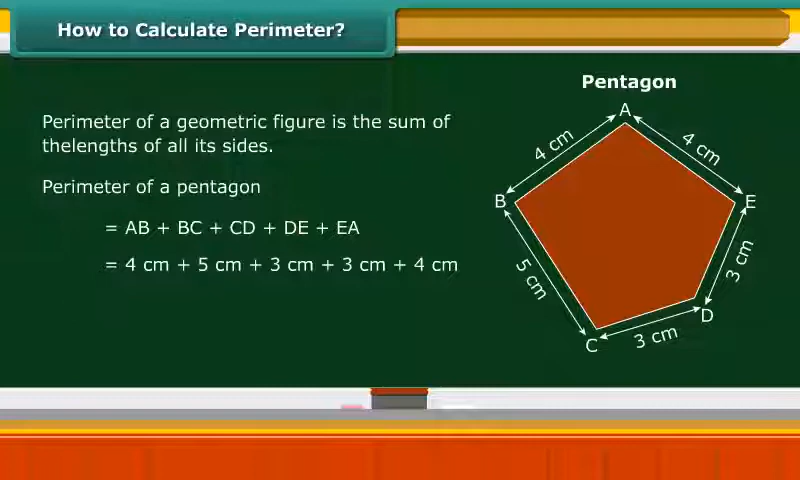 How to Calculate Perimeter?
Perimeter of a geometric figure is the sum of
thelengths of all its sides.
Perimeter of a pentagon
= AB + BC + CD + DE + EA
= 4 cm + 5 cm + 3 cm + 3 cm + 4 cm
Pentagon
A
4 cm
4 cm
B
E
5 cm
3 cm
D
C
3 cm